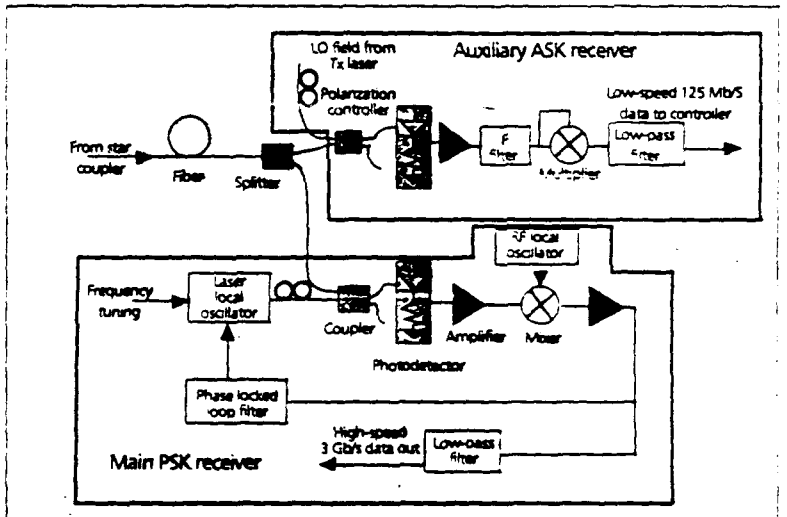 LO field from
Tx laser
Auxiliary ASK receiver
Polarization
controller
Low-speed 125 Mb/S
data to controller
From star
coupler
Fiber
Splitter
IF
filter
Multiplier
Low-pass
filter
RF local
oscillator
Frequency
tuning
Laser
local
oscillator
Coupler
Amplifier
Mixer
Photodetector
Phase locked
loop filter
High-speed
3 Gb/s data out
Low-pass
filter
Main PSK receiver